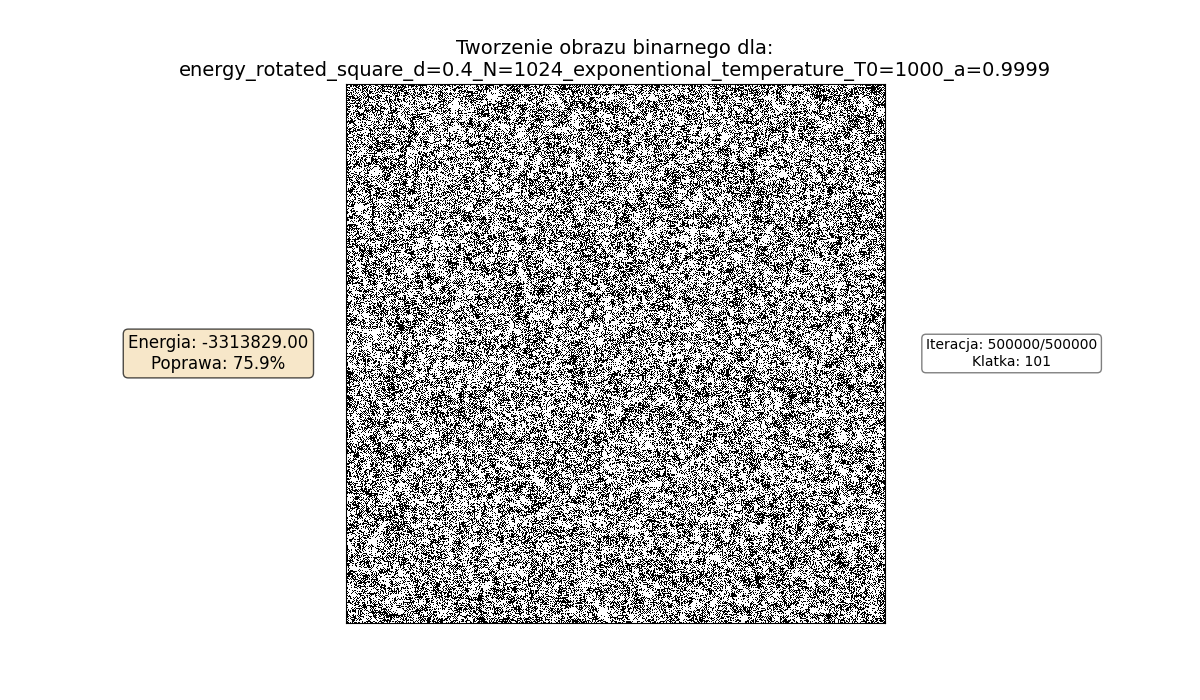 Tworzenie obrazu binarnego dla:
energy_rotated_square_d=0.4_N=1024_exponentional_temperature_T0=1000_a=0.9999
Energia: -3313829.00
Poprawa: 75.9%
Iteracja: 500000/500000
Klatka: 101